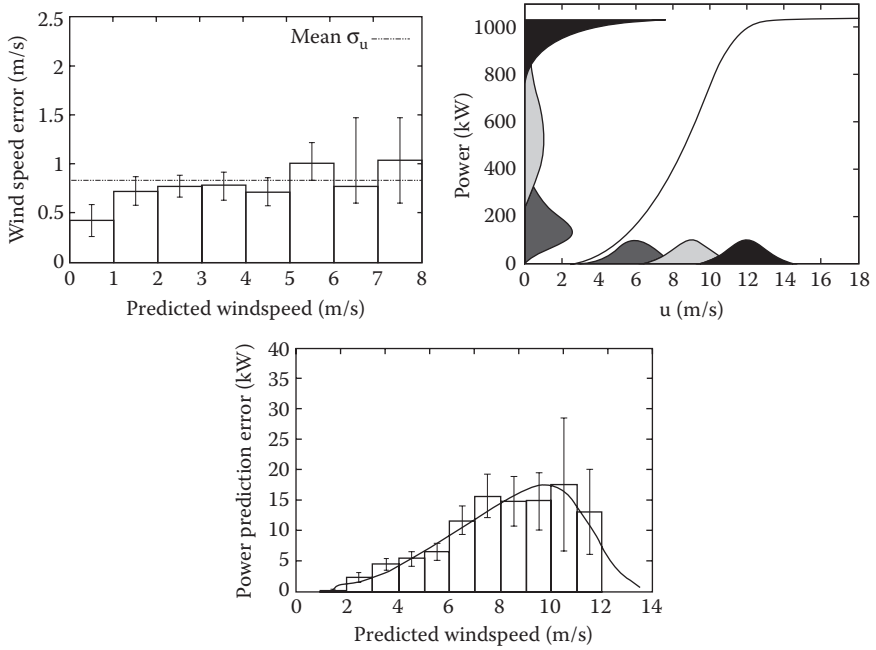 Wind speed error (m/s)
2.5
2
1.5
1
0.5
0
Mean σu
0 1 2 3 4 5 6 7 8
Predicted windspeed (m/s)
Power (kW)
1000
800
600
400
200
0
0 2 4 6 8 10 12 14 16 18
u (m/s)
Power prediction error (kW)
40
35
30
25
20
15
10
5
0
0 2 4 6 8 10 12 14
Predicted windspeed (m/s)